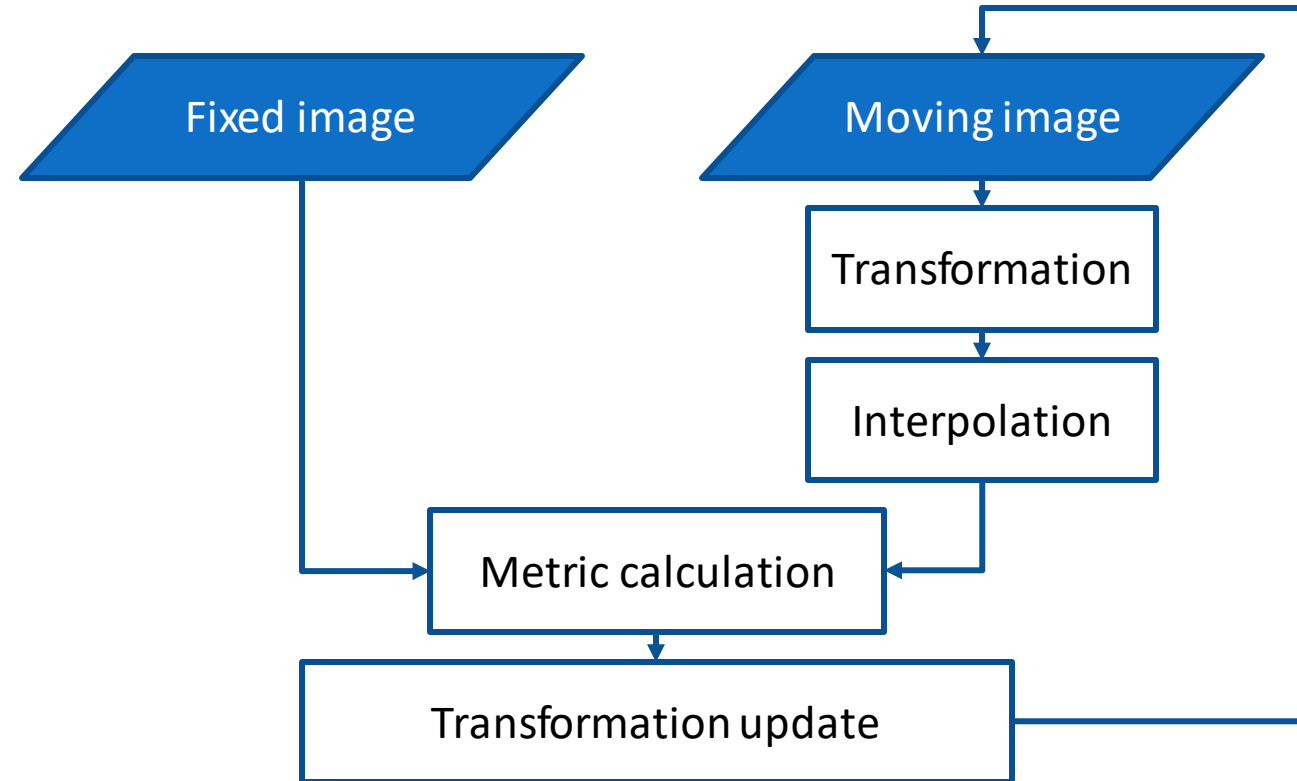 Fixed image
Moving image
Transformation
Interpolation
Metric calculation
Transformation update